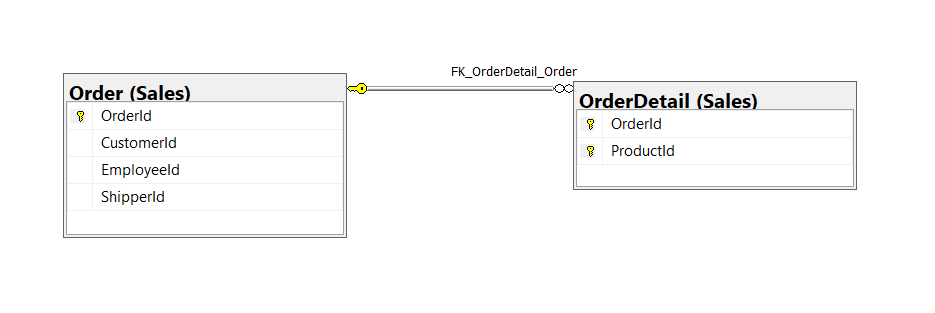 FK_OrderDetail_Order
Order (Sales)
OrderId
CustomerId
EmployeeId
ShipperId
OrderDetail (Sales)
OrderId
ProductId